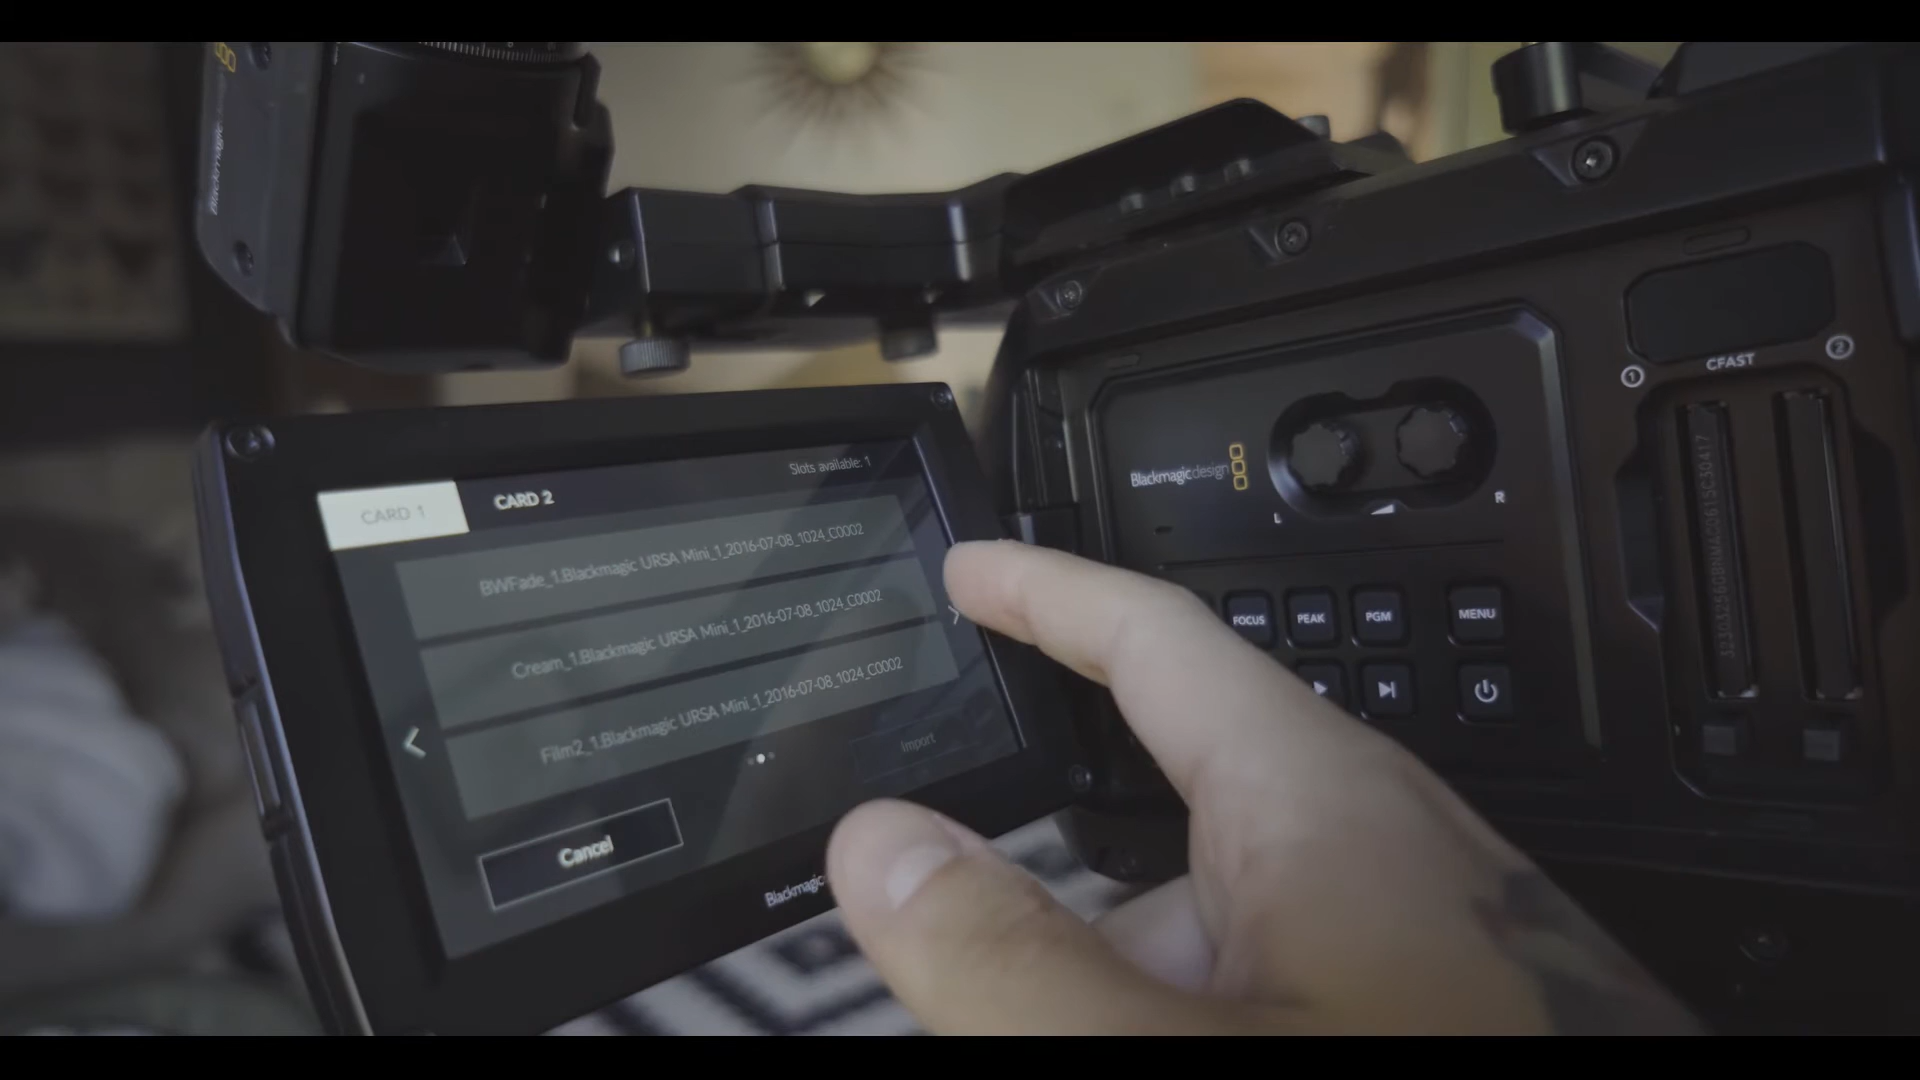 Blackmagic
Slots available: 1
CARD 1
CARD 2
BWFade_1.Blackmagic URSA Mini_1_2016-07-08_1024_C0002
Cream_1.Blackmagic URSA Mini_1_2016-07-08_1024_C0002
Film2_1.Blackmagic URSA Mini_1_2016-07-08_1024_C0002
Import
Cancel
Blackmagic
Blackmagicdesign
L
R
FOCUS
PEAK
PGM
MENU
1
CFAST
2